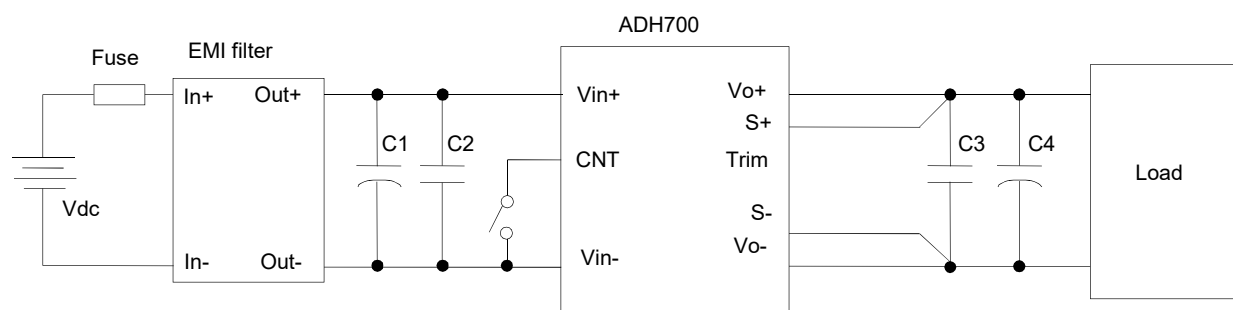 ADH700
Fuse
EMI filter
In+ Out+
Vin+
Vo+
S+
C1 C2
CNT
Trim
C3 C4
Load
Vdc
S-
Vo-
In- Out-
Vin-